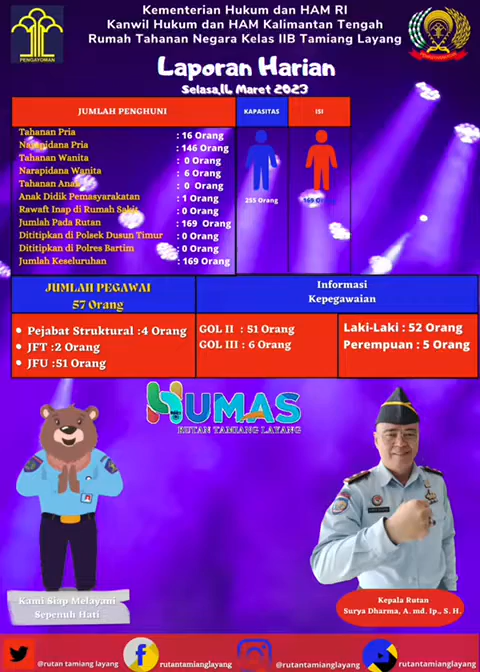 Kementerian Hukum dan HAM RI
Kanwil Hukum dan HAM Kalimantan Tengah
Rumah Tahanan Negara Kelas IIB Tamiang Layang
PENGAYOMAN
Laporan Harian
Selasa,14 Maret 2023
JUMLAH PENGHUNI
KAPASITAS
ISI
Tahanan Pria : 16 Orang
Narapidana Pria : 146 Orang
Tahanan Wanita : 0 Orang
Narapidana Wanita : 6 Orang
Tahanan Anak : 0 Orang
Anak Didik Pemasyarakatan : 1 Orang
Rawaft Inap di Rumah Sakit : 0 Orang
Jumlah Pada Rutan : 169 Orang
Dititipkan di Polsek Dusun Timur : 0 Orang
Dititipkan di Polres Bartim : 0 Orang
Jumlah Keseluruhan : 169 Orang
255 Orang
169 Orang
JUMLAH PEGAWAI
57 Orang
Informasi
Kepegawaian
• Pejabat Struktural :4 Orang
• JFT :2 Orang
• JFU :51 Orang
GOL II : 51 Orang
GOL III : 6 Orang
Laki-Laki : 52 Orang
Perempuan : 5 Orang
HUMAS
RUTAN TAMIANG LAYANG
Kami Siap Melayani
Sepenuh Hati
Kepala Rutan
Surya Dharma, A. md. Ip., S. H.
@rutan tamiang layang
rutantamianglayang
@rutantamianglayang
rutantamianglayang